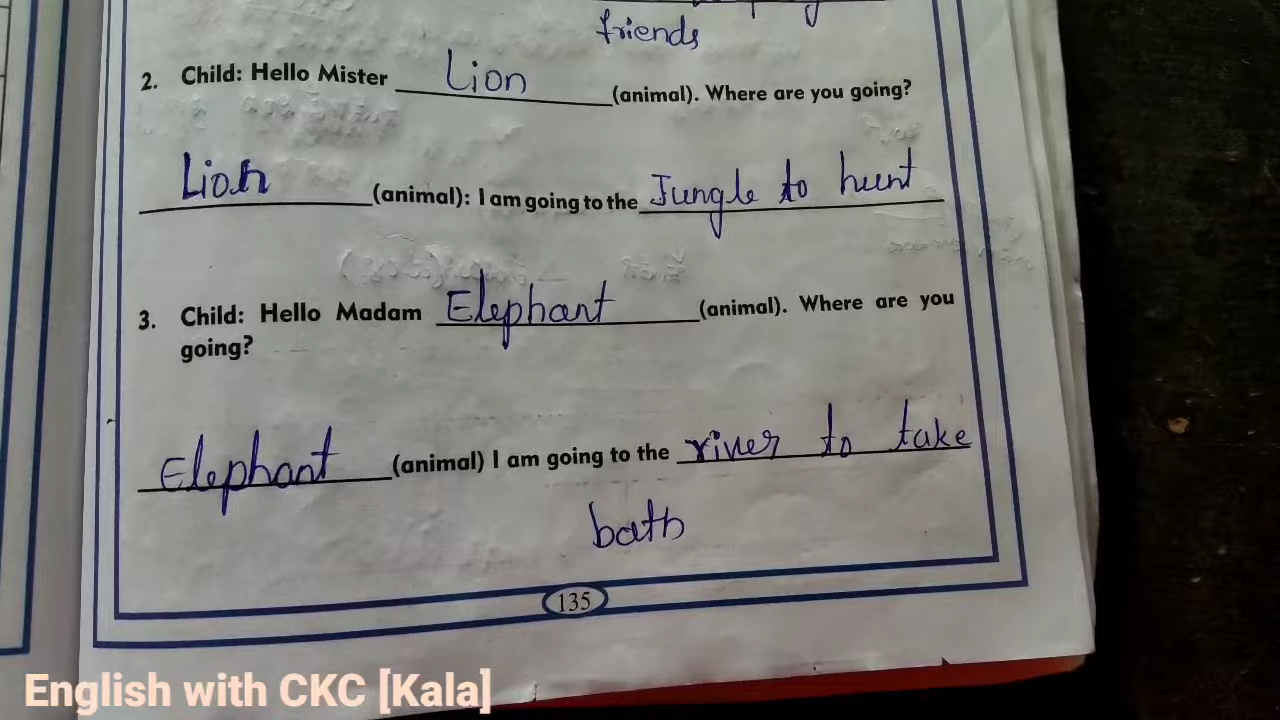 friends
2. Child: Hello Mister Lion (animal). Where are you going?
Lion (animal): I am going to the Jungle to hunt
3. Child: Hello Madam Elephant (animal). Where are you
going?
Elephant (animal) I am going to the river to take
bath
135
English with CKC [Kala]